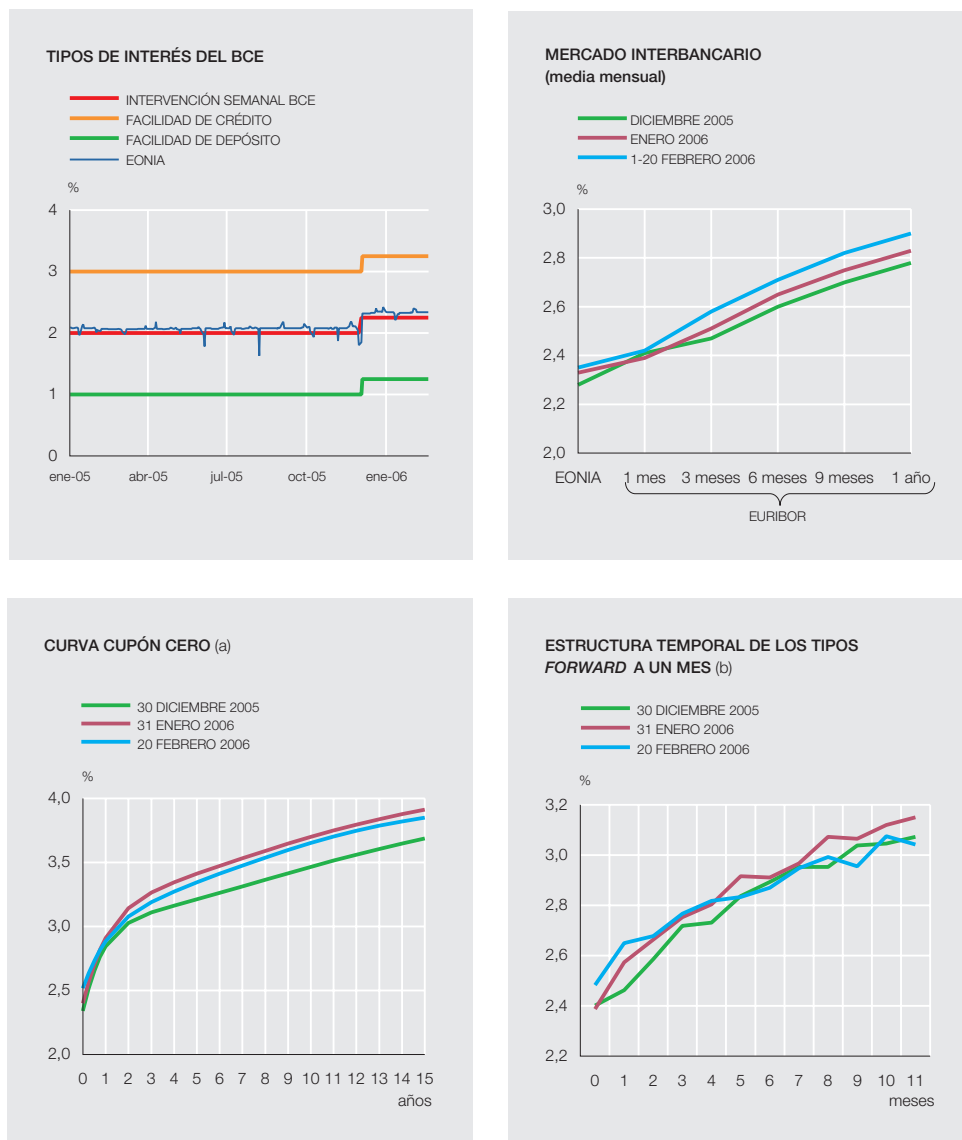 TIPOS DE INTERÉS DEL BCE
INTERVENCIÓN SEMANAL BCE
FACILIDAD DE CRÉDITO
FACILIDAD DE DEPÓSITO
EONIA
%
4
3
2
1
0
ene-05 abr-05 jul-05 oct-05 ene-06
MERCADO INTERBANCARIO
(media mensual)
DICIEMBRE 2005
ENERO 2006
1-20 FEBRERO 2006
%
3,0
2,8
2,6
2,4
2,2
2,0
EONIA 1 mes 3 meses 6 meses 9 meses 1 año
EURIBOR
CURVA CUPÓN CERO (a)
30 DICIEMBRE 2005
31 ENERO 2006
20 FEBRERO 2006
%
4,0
3,5
3,0
2,5
2,0
0 1 2 3 4 5 6 7 8 9 10 11 12 13 14 15
años
ESTRUCTURA TEMPORAL DE LOS TIPOS
FORWARD A UN MES (b)
30 DICIEMBRE 2005
31 ENERO 2006
20 FEBRERO 2006
%
3,2
3,0
2,8
2,6
2,4
2,2
0 1 2 3 4 5 6 7 8 9 10 11
meses